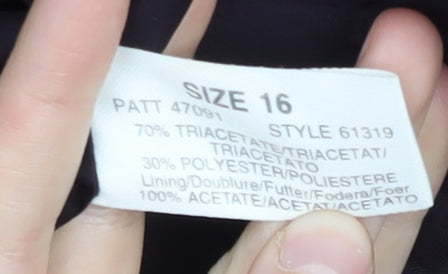 SIZE 16
PATT 47091 STYLE 61319
70% TRIACETATE/TRIACETAT/
TRIACETATO
30% POLYESTER/POLIESTERE
Lining/Doublure/Futter/Fodera/Foer
100% ACETATE/ACETAT/ACETATO